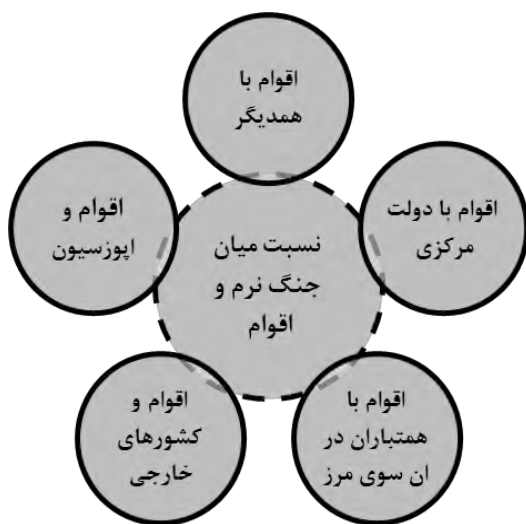 اقوام با
همدیگر
اقوام با دولت
مرکزی
اقوام و
اپوزسیون
نسبت میان
جنگ نرم و
اقوام
اقوام با
همتباران در
ان سوی مرز
اقوام و
کشورهای
خارجی